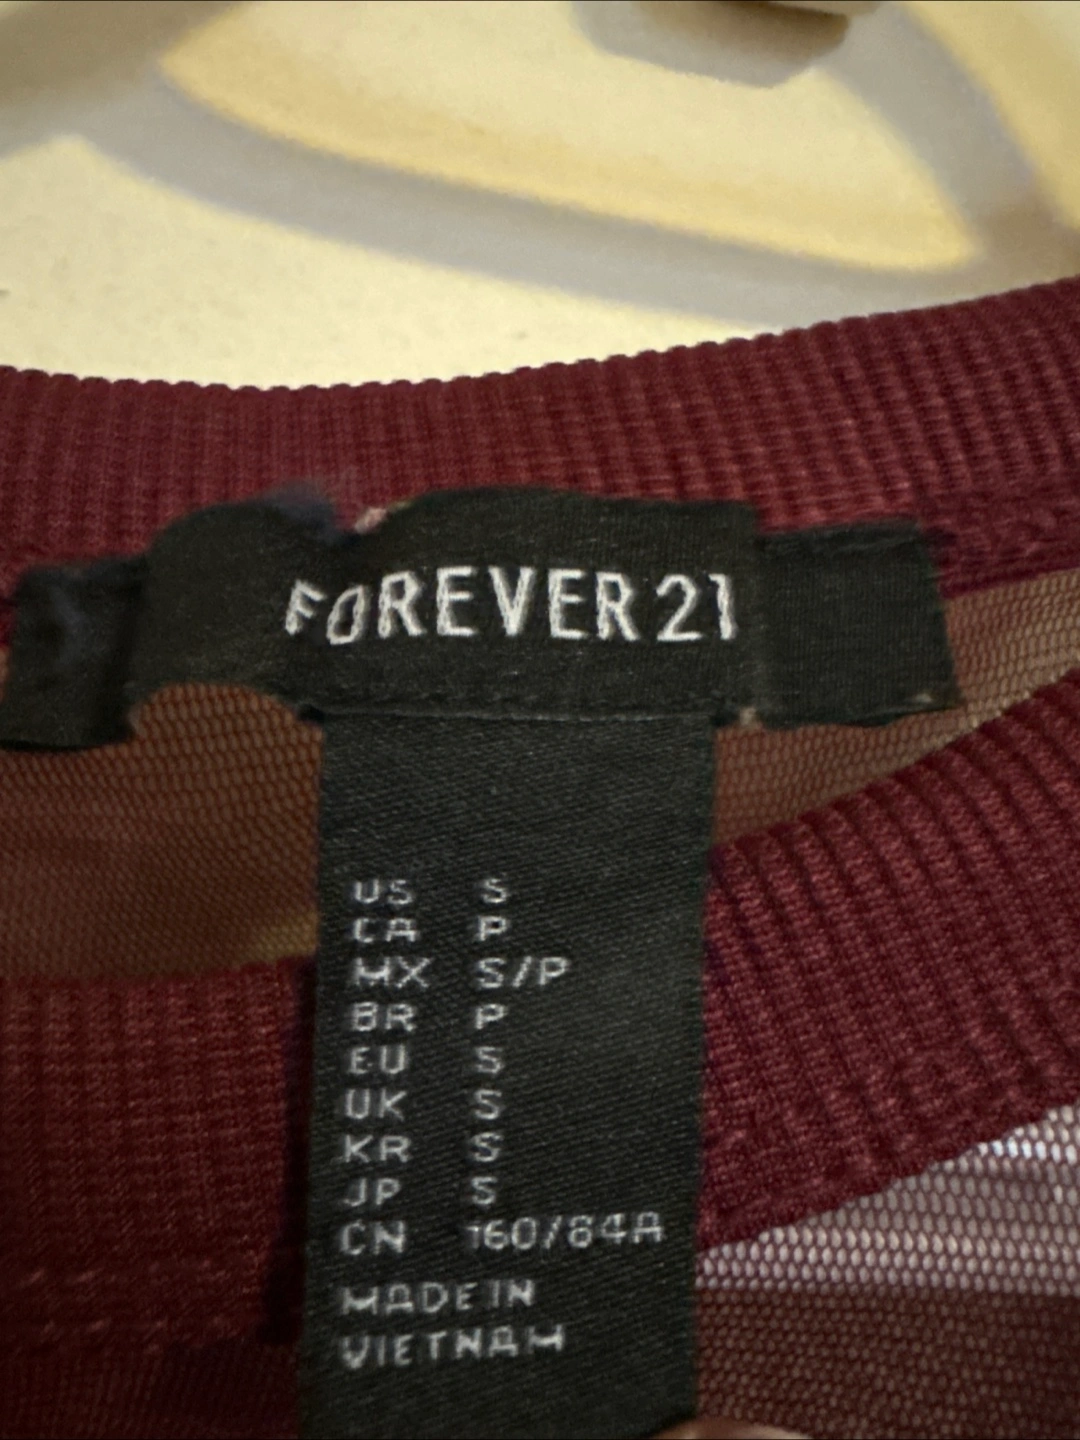 FOREVER 21
US S
CA P
MX S/P
BR P
EU S
UK S
KR S
JP S
CN 160/84A
MADE IN
VIETNAM